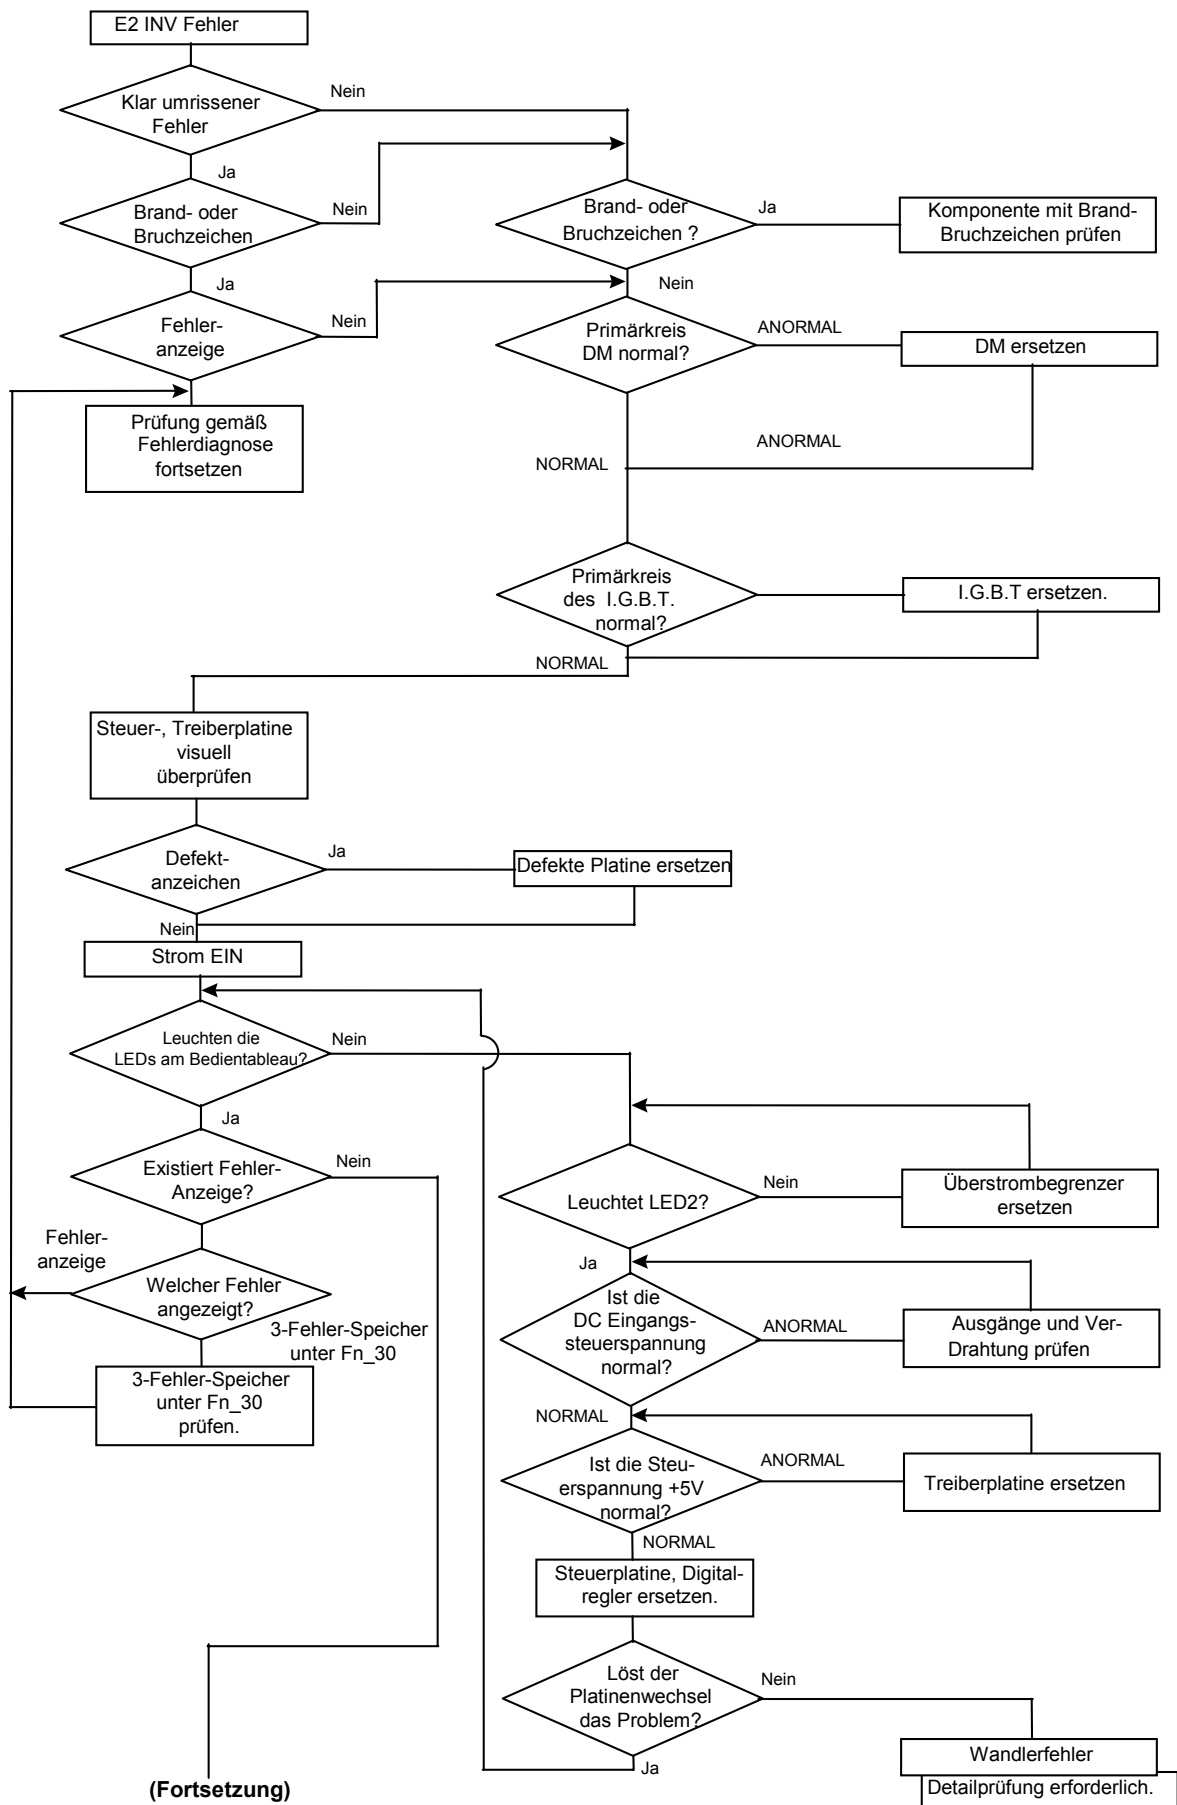 E2 INV Fehler
Klar umrissener
Fehler
Nein
Ja
Brand- oder
Bruchzeichen
Nein
Ja
Fehler-
anzeige
Nein
Prüfung gemäß
Fehlerdiagnose
fortsetzen
Brand- oder
Bruchzeichen ?
Ja
Komponente mit Brand-
Bruchzeichen prüfen
Nein
Primärkreis
DM normal?
ANORMAL
DM ersetzen
ANORMAL
NORMAL
Primärkreis
des I.G.B.T.
normal?
I.G.B.T ersetzen.
NORMAL
Steuer-, Treiberplatine
visuell
überprüfen
Defekt-
anzeichen
Ja
Defekte Platine ersetzen
Nein
Strom EIN
Leuchten die
LEDs am Bedientableau?
Nein
Ja
Existiert Fehler-
Anzeige?
Nein
Fehler-
anzeige
Welcher Fehler
angezeigt?
3-Fehler-Speicher
unter Fn_30
3-Fehler-Speicher
unter Fn_30
prüfen.
Leuchtet LED2?
Nein
Überstrombegrenzer
ersetzen
Ja
Ist die
DC Eingangs-
steuerspannung
normal?
ANORMAL
Ausgänge und Ver-
Drahtung prüfen
NORMAL
Ist die Steu-
erspannung +5V
normal?
ANORMAL
Treiberplatine ersetzen
NORMAL
Steuerplatine, Digital-
regler ersetzen.
Löst der
Platinenwechsel
das Problem?
Nein
Ja
Wandlerfehler
Detailprüfung erforderlich.
(Fortsetzung)